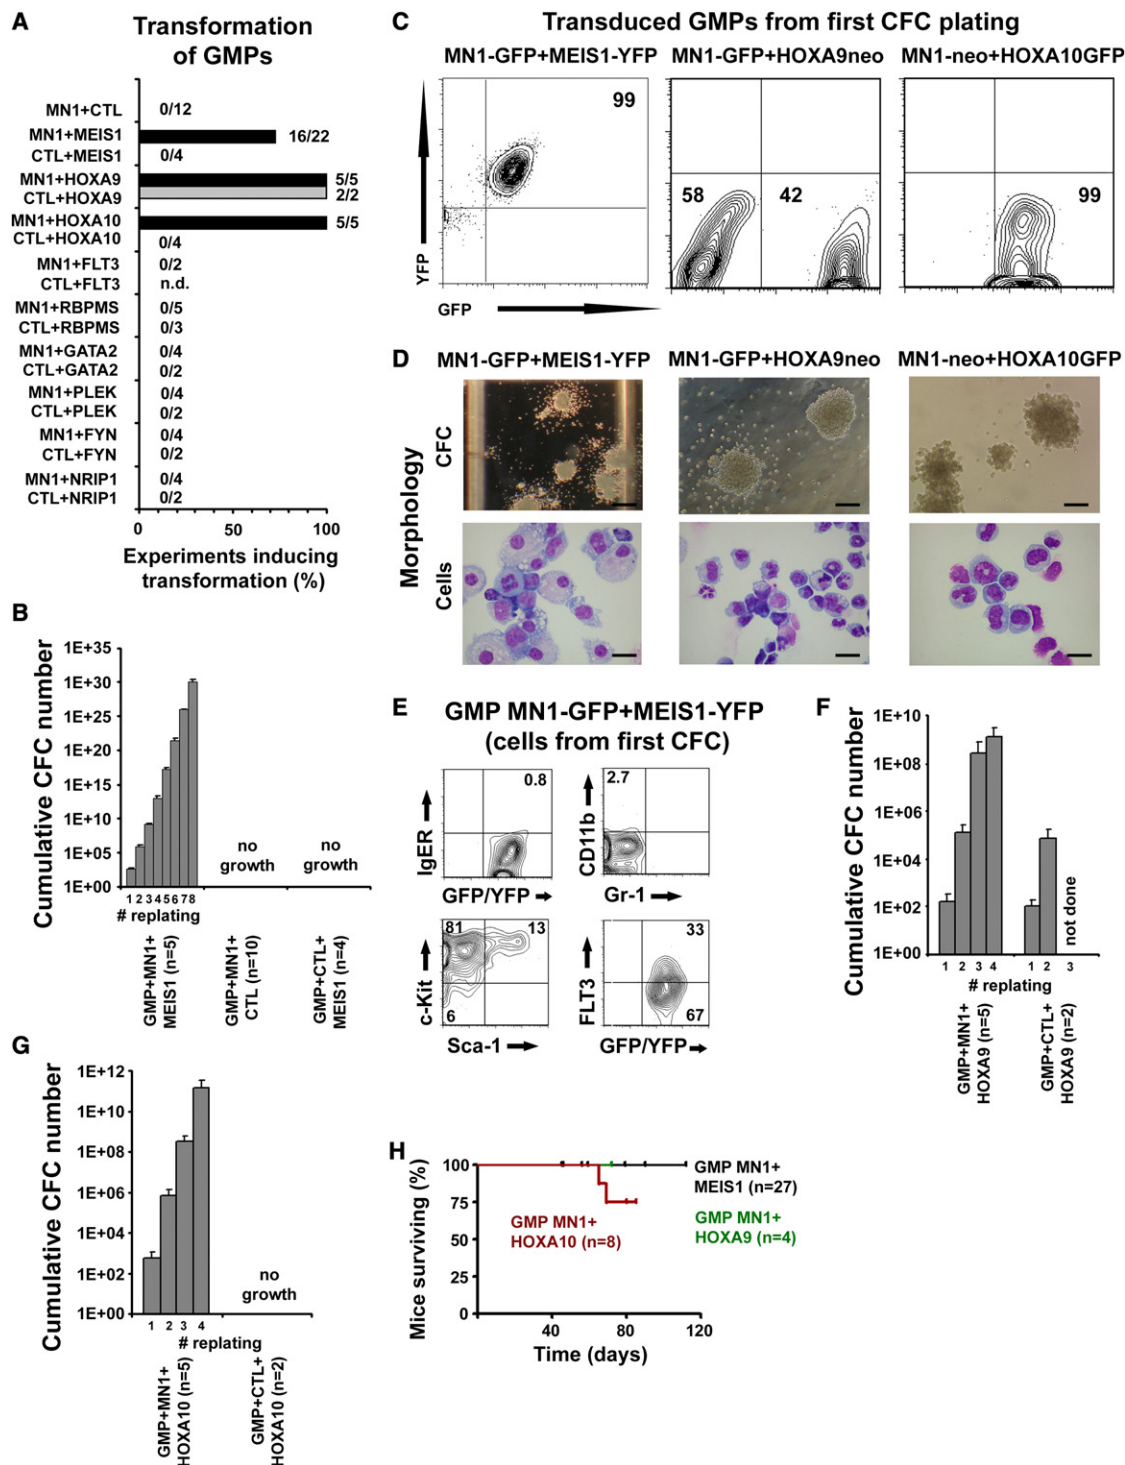 A
Transformation
of GMPs
MN1+CTL 0/12
MN1+MEIS1 16/22
CTL+MEIS1 0/4
MN1+HOXA9 5/5
CTL+HOXA9 2/2
MN1+HOXA10 5/5
CTL+HOXA10 0/4
MN1+FLT3 0/2
CTL+FLT3 n.d.
MN1+RBPMS 0/5
CTL+RBPMS 0/3
MN1+GATA2 0/4
CTL+GATA2 0/2
MN1+PLEK 0/4
CTL+PLEK 0/2
MN1+FYN 0/4
CTL+FYN 0/2
MN1+NRIP1 0/4
CTL+NRIP1 0/2
0 50 100
Experiments inducing
transformation (%)
B
Cumulative CFC number
1E+35
1E+30
1E+25
1E+20
1E+15
1E+10
1E+05
1E+00
no
growth
no
growth
1 2 3 4 5 6 7 8
# replating
GMP+MN1+
MEIS1 (n=5)
GMP+MN1+
CTL (n=10)
GMP+CTL+
MEIS1 (n=4)
C
Transduced GMPs from first CFC plating
MN1-GFP+MEIS1-YFP MN1-GFP+HOXA9neo MN1-neo+HOXA10GFP
99
58 42
99
YFP
GFP
D
MN1-GFP+MEIS1-YFP MN1-GFP+HOXA9neo MN1-neo+HOXA10GFP
Morphology
CFC
Cells
E
GMP MN1-GFP+MEIS1-YFP
(cells from first CFC)
0.8
IgER
GFP/YFP
2.7
CD11b
Gr-1
81 13
6
c-Kit
Sca-1
33
67
FLT3
GFP/YFP
F
Cumulative CFC number
1E+10
1E+08
1E+06
1E+04
1E+02
1E+00
not done
1 2 3 4 1 2 3
# replating
GMP+MN1+
HOXA9 (n=5)
GMP+CTL+
HOXA9 (n=2)
G
Cumulative CFC number
1E+12
1E+10
1E+08
1E+06
1E+04
1E+02
1E+00
no
growth
1 2 3 4
# replating
GMP+MN1+
HOXA10 (n=5)
GMP+CTL+
HOXA10 (n=2)
H
Mice surviving (%)
100
75
50
25
0
GMP MN1+
HOXA10 (n=8)
GMP MN1+
MEIS1 (n=27)
GMP MN1+
HOXA9 (n=4)
40 80 120
Time (days)